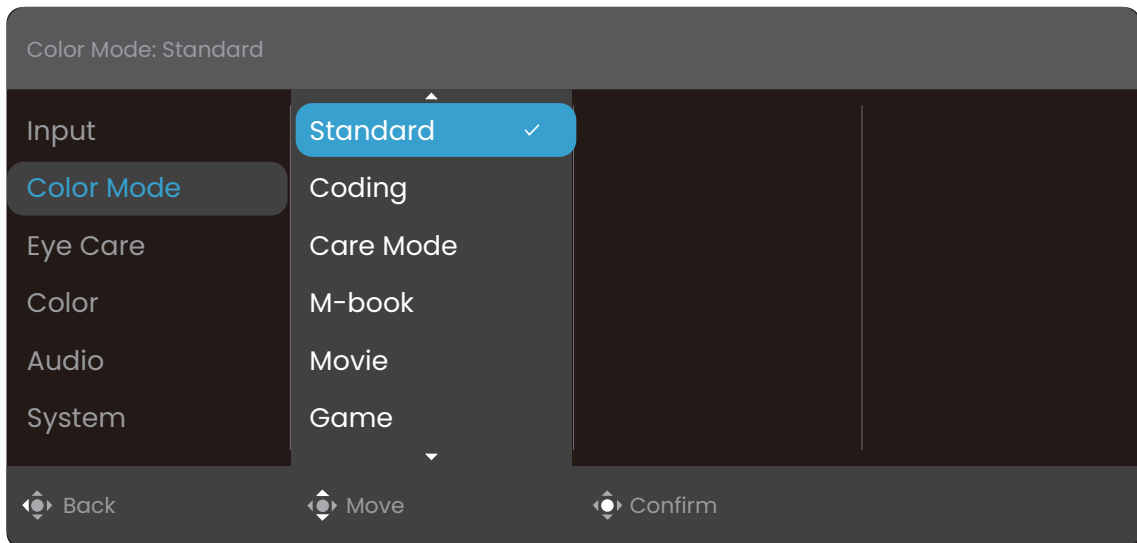 Color Mode: Standard
Input
Color Mode
Eye Care
Color
Audio
System
Standard
Coding
Care Mode
M-book
Movie
Game
Back
Move
Confirm